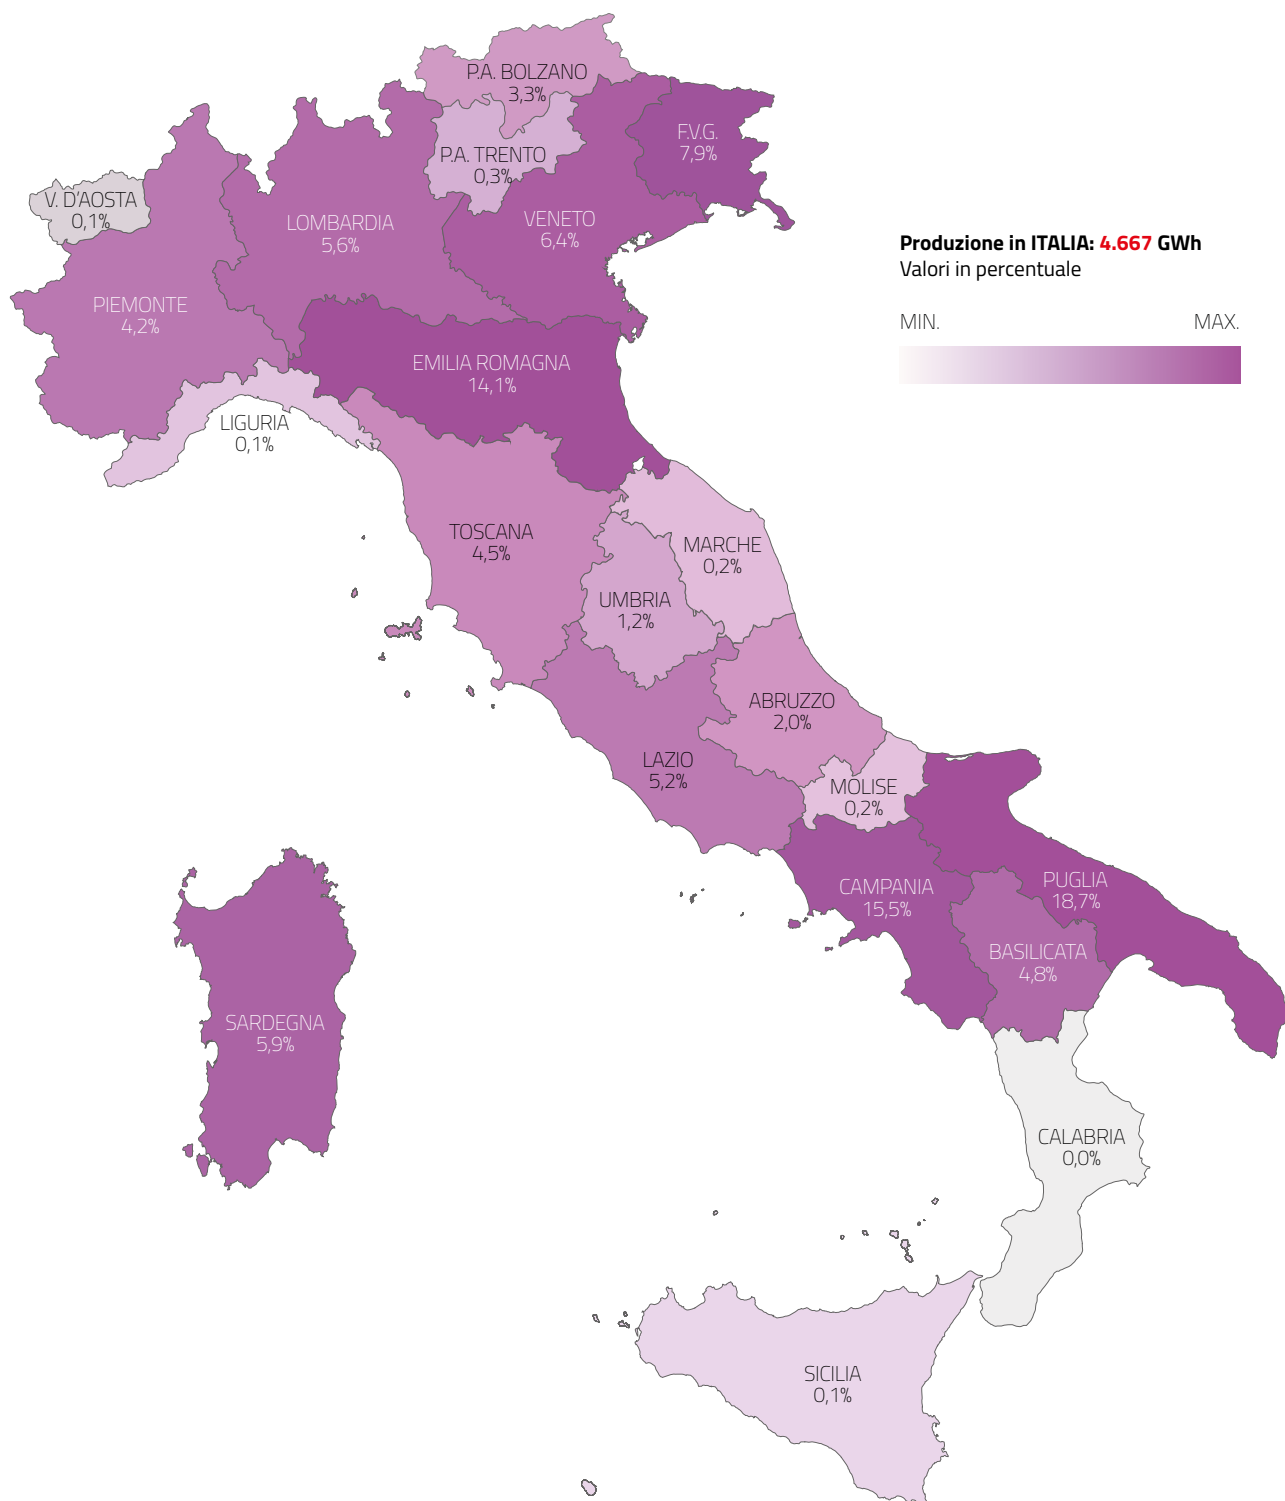 P.A. BOLZANO
3,3%
F.V.G.
7,9%
P.A. TRENTO
0,3%
V. D'AOSTA
0,1%
LOMBARDIA
5,6%
VENETO
6,4%
Produzione in ITALIA: 4.667 GWh
Valori in percentuale
MIN.
MAX.
PIEMONTE
4,2%
EMILIA ROMAGNA
14,1%
LIGURIA
0,1%
TOSCANA
4,5%
MARCHE
0,2%
UMBRIA
1,2%
ABRUZZO
2,0%
LAZIO
5,2%
MOLISE
0,2%
CAMPANIA
15,5%
PUGLIA
18,7%
BASILICATA
4,8%
SARDEGNA
5,9%
CALABRIA
0,0%
SICILIA
0,1%